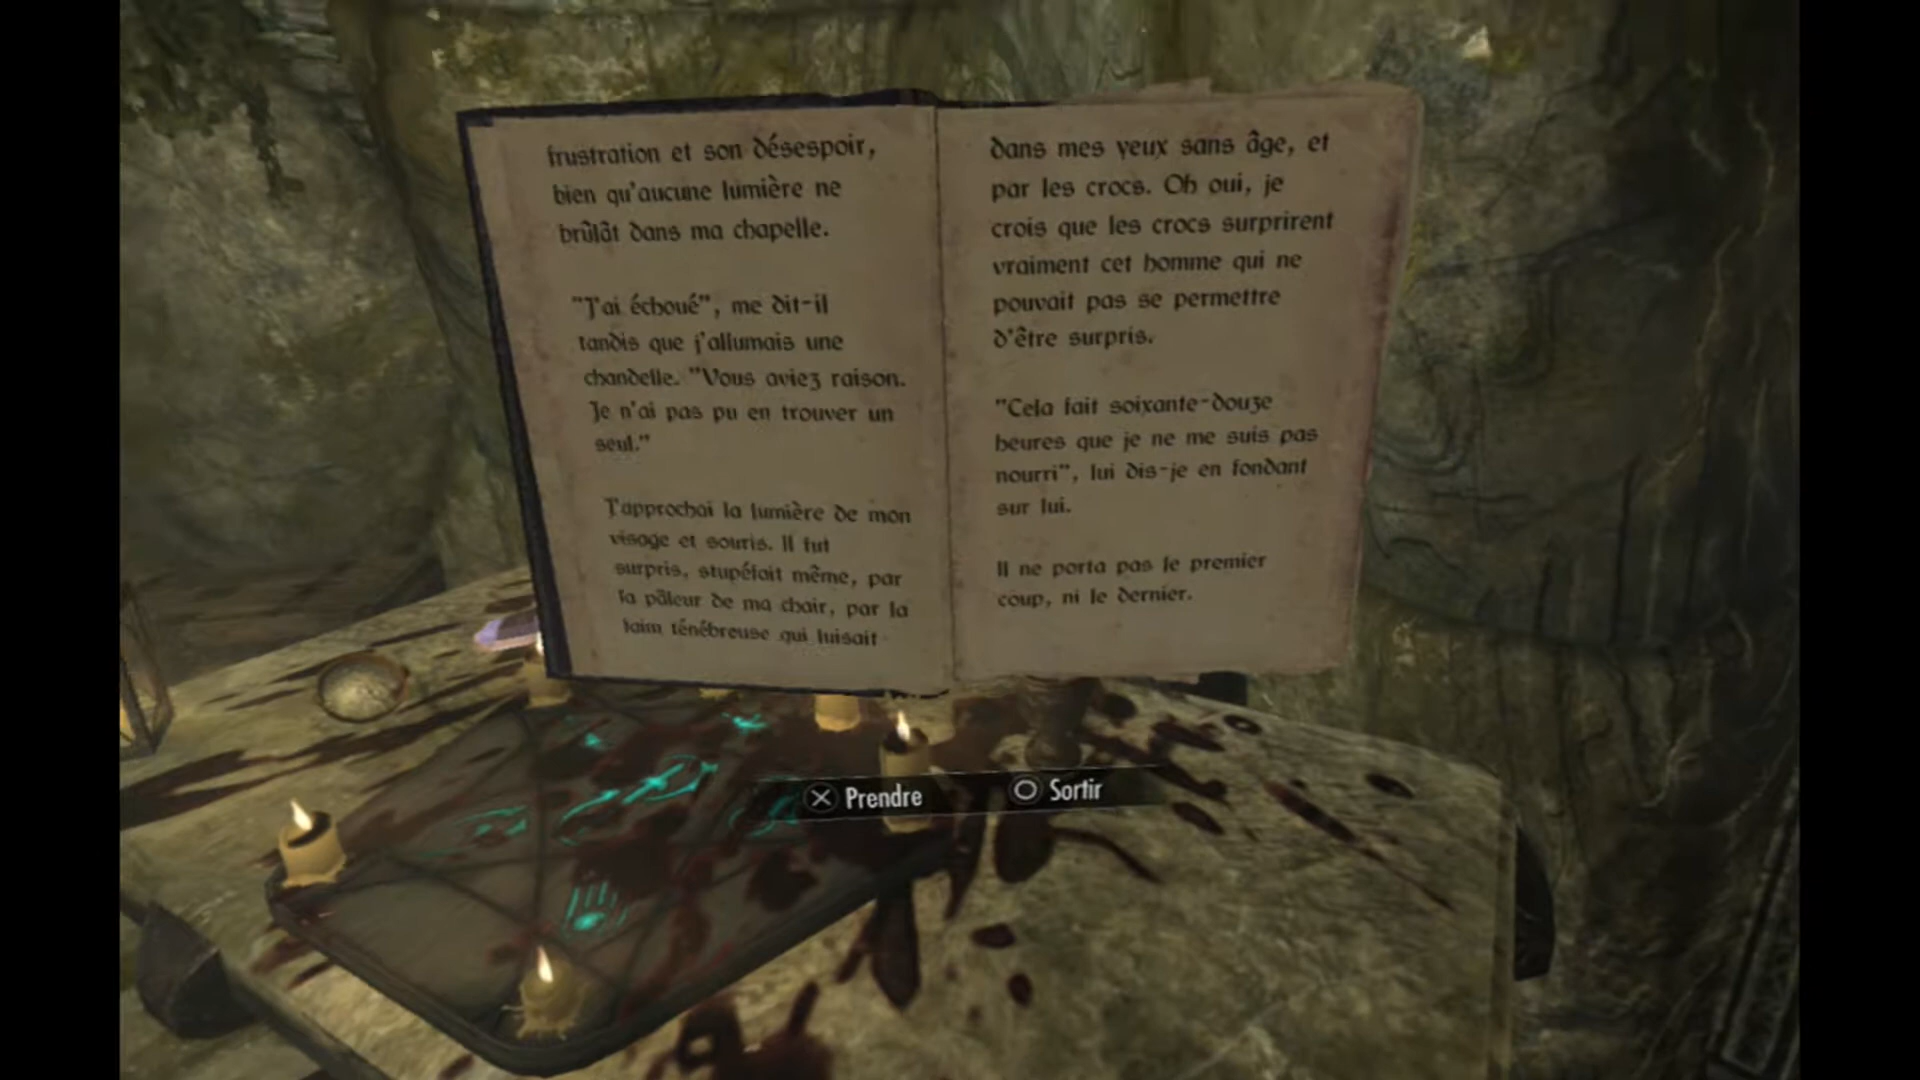 frustration et son désespoir,
bien qu'aucune lumière ne
brûlât dans ma chapelle.
"J'ai échoué", me dit-il
tandis que j'allumais une
chandelle. "Vous aviez raison.
Je n'ai pas pu en trouver un
seul."
J'approchai la lumière de mon
visage et souris. Il fut
surpris, stupéfait même, par
la pâleur de ma chair, par la
faim ténébreuse qui luisait
dans mes yeux sans âge, et
par les crocs. Oh oui, je
crois que les crocs surprirent
vraiment cet homme qui ne
pouvait pas se permettre
d'être surpris.
"Cela fait soixante-douze
heures que je ne me suis pas
nourri", lui dis-je en fondant
sur lui.
Il ne porta pas le premier
coup, ni le dernier.
Prendre
Sortir